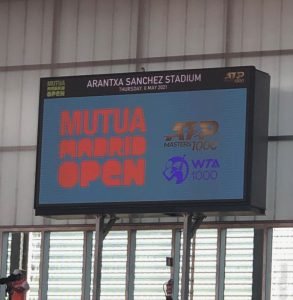 MUTUA
MADRID
OPEN
ARANTXA SANCHEZ STADIUM
THURSDAY, 6 MAY 2021
ATP
1000
MUTUA
MADRID
OPEN
ATP
MASTERS 1000
WTA
1000